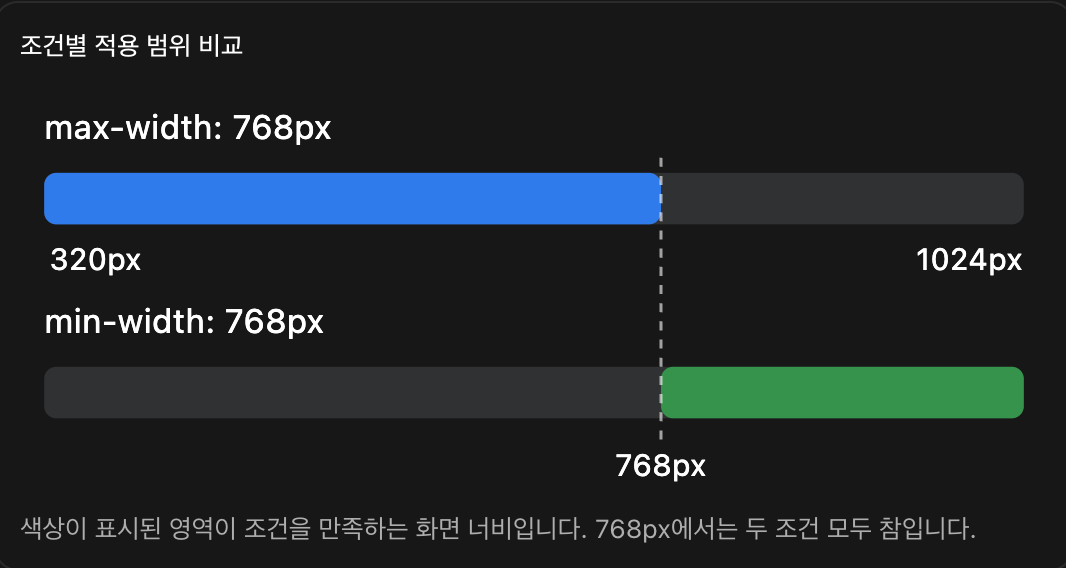 조건별 적용 범위 비교
max-width: 768px
320px 1024px
min-width: 768px
768px
색상이 표시된 영역이 조건을 만족하는 화면 너비입니다. 768px에서는 두 조건 모두 참입니다.